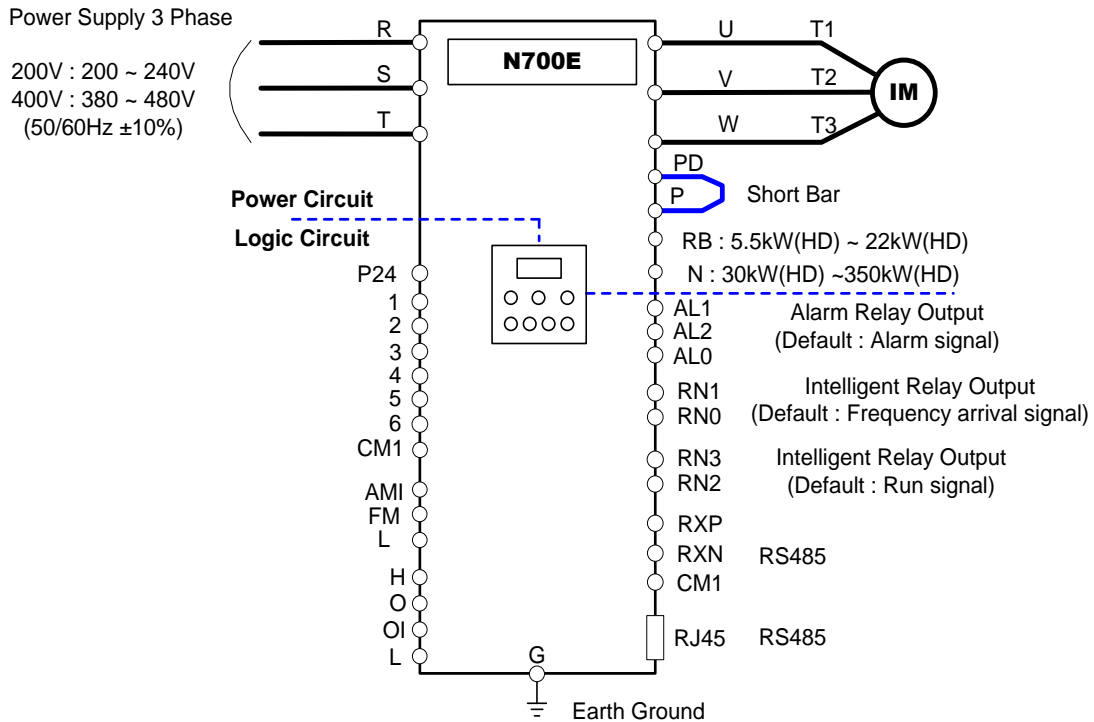 Power Supply 3 Phase
200V : 200 ~ 240V
400V : 380 ~ 480V
(50/60Hz ±10%)
R
S
T
N700E
U
T1
V
T2
W
T3
IM
PD
P
Short Bar
RB : 5.5kW(HD) ~ 22kW(HD)
N : 30kW(HD) ~350kW(HD)
Power Circuit
Logic Circuit
P24
1
2
3
4
5
6
CM1
AMI
FM
L
H
O
OI
L
AL1
AL2
AL0
Alarm Relay Output
(Default : Alarm signal)
RN1
RN0
Intelligent Relay Output
(Default : Frequency arrival signal)
RN3
RN2
Intelligent Relay Output
(Default : Run signal)
RXP
RXN
CM1
RS485
RJ45
RS485
G
Earth Ground